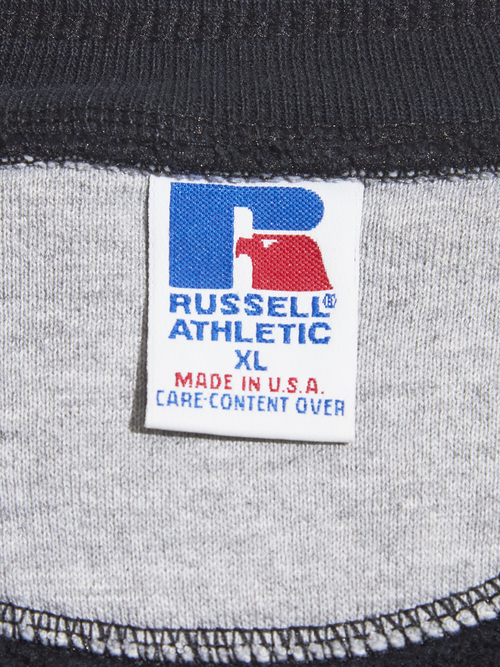 RUSSELL®
ATHLETIC
XL
MADE IN U.S.A.
CARE-CONTENT OVER